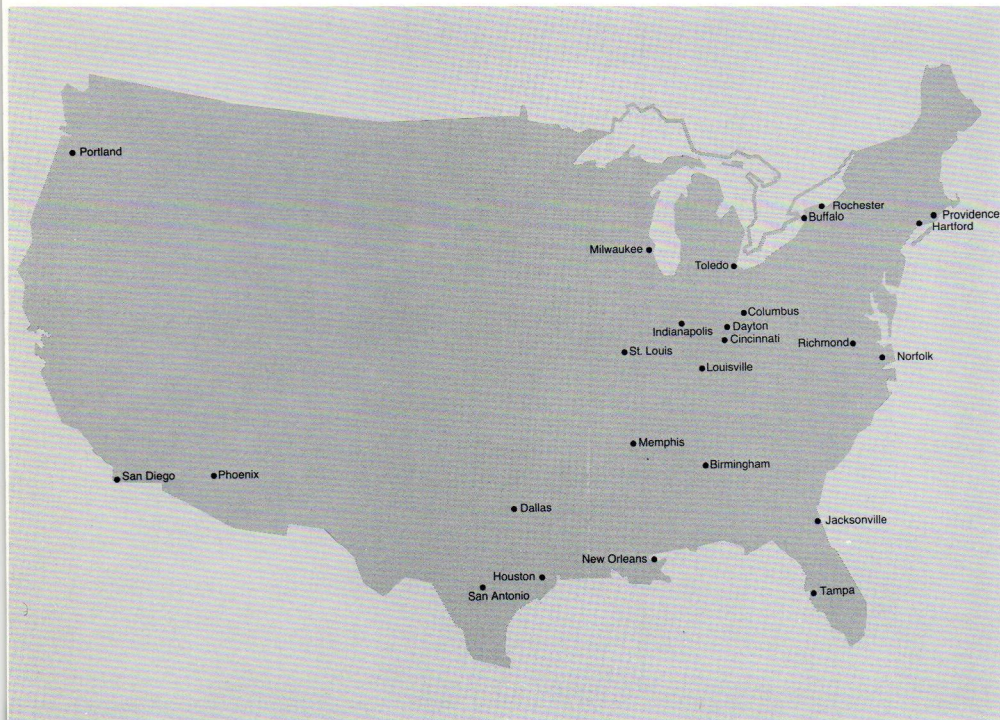 Portland
Rochester
Buffalo
Providence
Hartford
Milwaukee
Toledo
Columbus
Indianapolis
Dayton
Cincinnati
Richmond
St. Louis
Norfolk
Louisville
Memphis
Birmingham
San Diego
Phoenix
Dallas
Jacksonville
New Orleans
Houston
San Antonio
Tampa